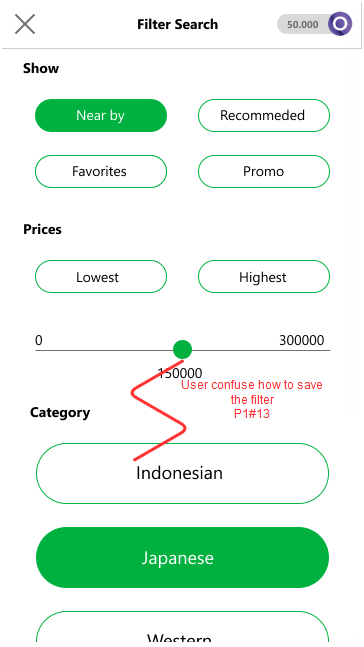 Filter Search
50.000
Show
Near by
Recommeded
Favorites
Promo
Prices
Lowest
Highest
0
300000
150000
User confuse how to save
the filter
P1#13
Category
Indonesian
Japanese
Western